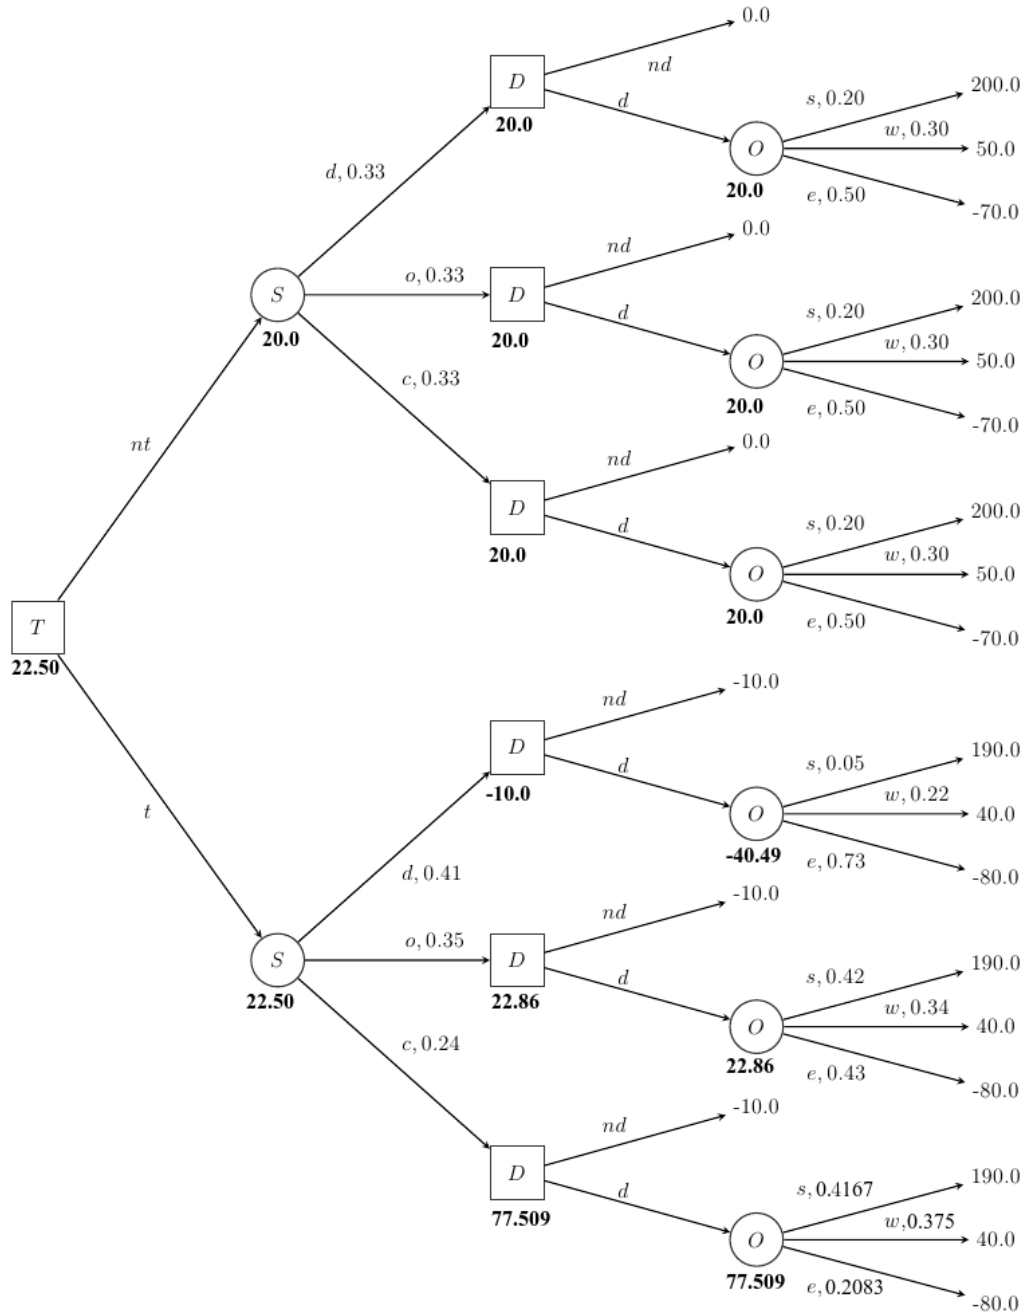 0.0
nd
D
20.0
d
s, 0.20
200.0
w, 0.30
50.0
O
20.0
e, 0.50
-70.0
d, 0.33
0.0
nd
o, 0.33
D
20.0
d
s, 0.20
200.0
w, 0.30
50.0
O
20.0
e, 0.50
-70.0
S
20.0
c, 0.33
0.0
nd
D
20.0
d
s, 0.20
200.0
w, 0.30
50.0
O
20.0
e, 0.50
-70.0
nt
T
22.50
t
-10.0
nd
D
-10.0
d
s, 0.05
190.0
w, 0.22
40.0
O
-40.49
e, 0.73
-80.0
d, 0.41
-10.0
nd
o, 0.35
D
22.86
d
s, 0.42
190.0
w, 0.34
40.0
O
22.86
e, 0.43
-80.0
S
22.50
c, 0.24
-10.0
nd
D
77.509
d
s, 0.4167
190.0
w,0.375
40.0
O
77.509
e, 0.2083
-80.0